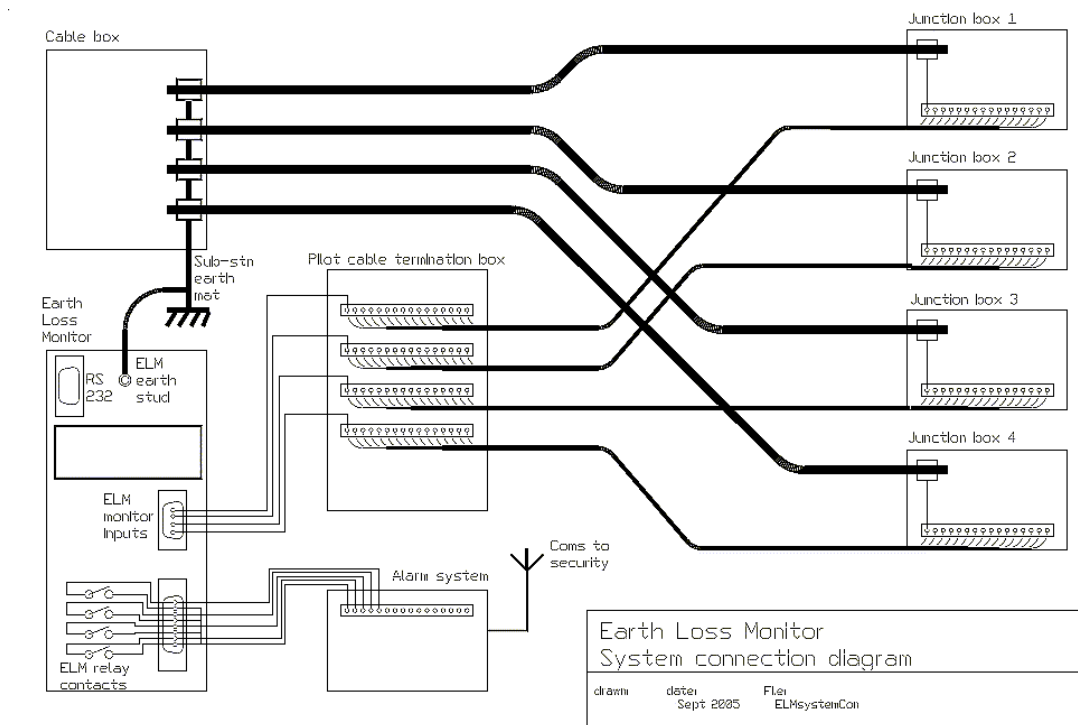 Junction box 1
Cable box
Junction box 2
Sub-stn
earth
mat
Pilot cable termination box
Earth
Loss
Monitor
Junction box 3
RS
232
ELM
earth
stud
Junction box 4
ELM
monitor
Inputs
Coms to
security
Alarm system
ELM relay
contacts
Earth Loss Monitor
System connection diagram
drawn:
date:
File:
Sept 2005
ELMsystemCon